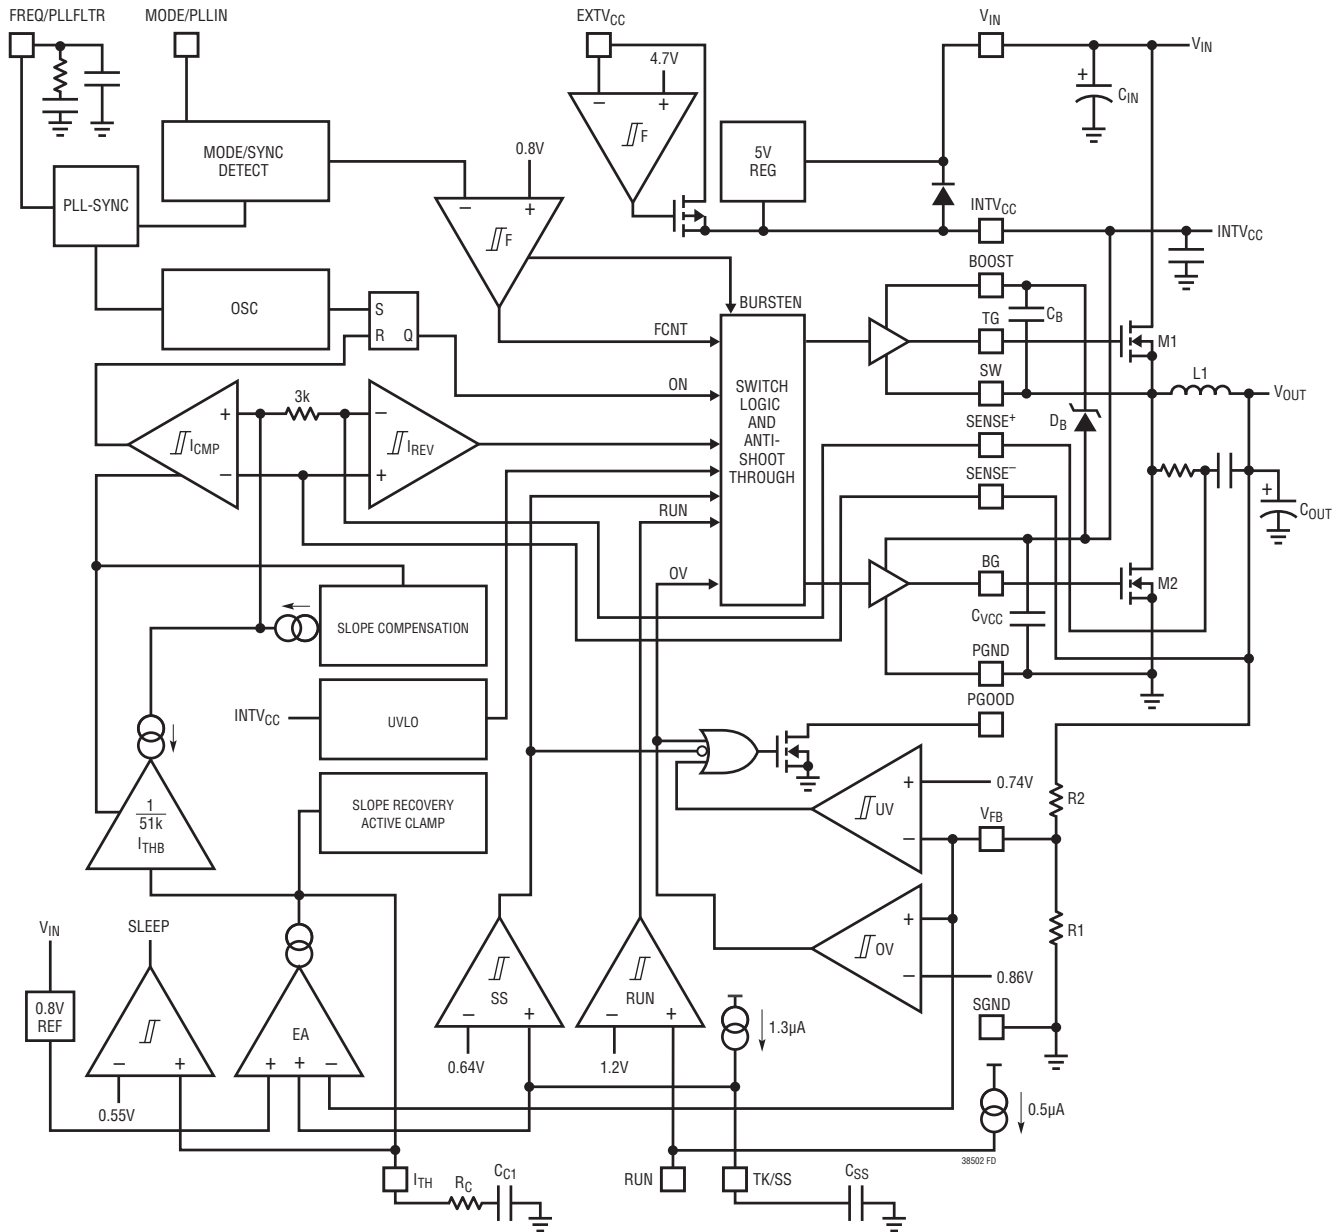 FREQ/PLLFLTR
MODE/PLLIN
EXTVCC
VIN
VIN
4.7V
CIN
F
MODE/SYNC
DETECT
0.8V
5V
REG
PLL-SYNC
INTVCC
INTVCC
F
BOOST
OSC
S
R
Q
BURSTEN
CB
FCNT
TG
M1
3k
ON
SWITCH
LOGIC
AND
ANTI-
SHOOT
THROUGH
SW
L1
VOUT
ICMP
IREV
DB
SENSE+
SENSE–
RUN
COUT
OV
BG
M2
SLOPE COMPENSATION
CVCC
PGND
INTVCC
UVLO
PGOOD
1
51k
ITHB
SLOPE RECOVERY
ACTIVE CLAMP
UV
0.74V
R2
VFB
VIN
SLEEP
OV
R1
0.86V
0.8V
REF
EA
SS
RUN
1.3µA
SGND
0.64V
1.2V
0.55V
0.5µA
38502 FD
ITH
RC
CC1
RUN
TK/SS
CSS